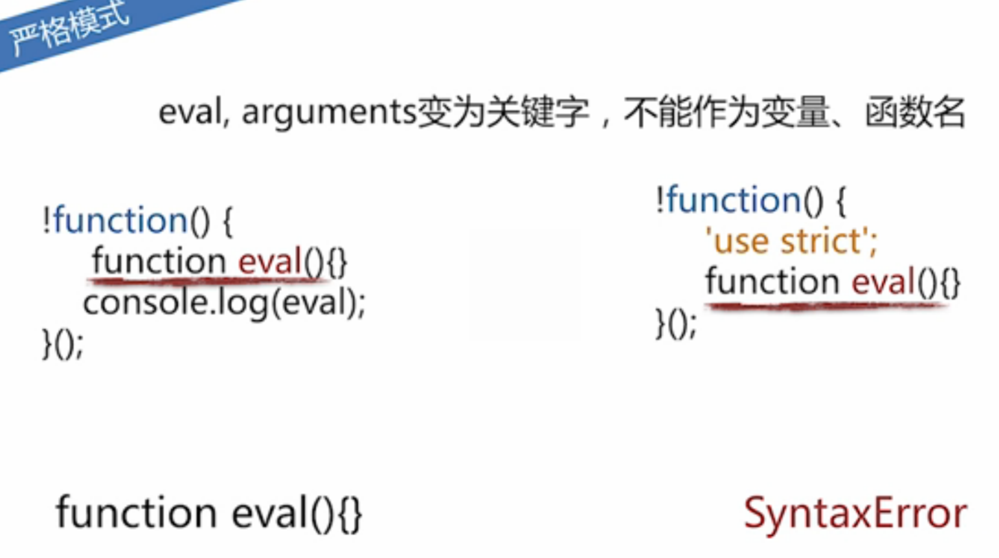 严格模式
eval, arguments变为关键字，不能作为变量、函数名
!function() {
function eval(){}
console.log(eval);
}();
function eval(){}
!function() {
'use strict';
function eval(){}
}();
SyntaxError